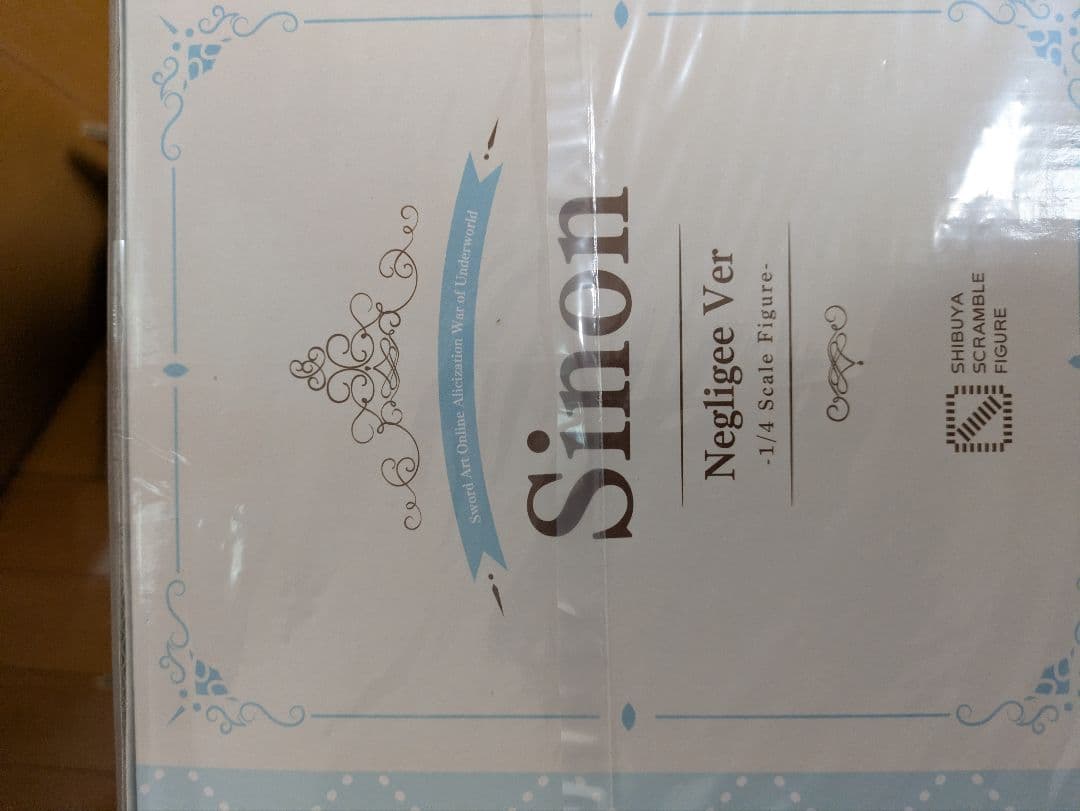 Sword Art Online Alicization War of Underworld
Sinon
Negligee Ver
-1/4 Scale Figure-
SHIBUYA
SCRAMBLE
FIGURE